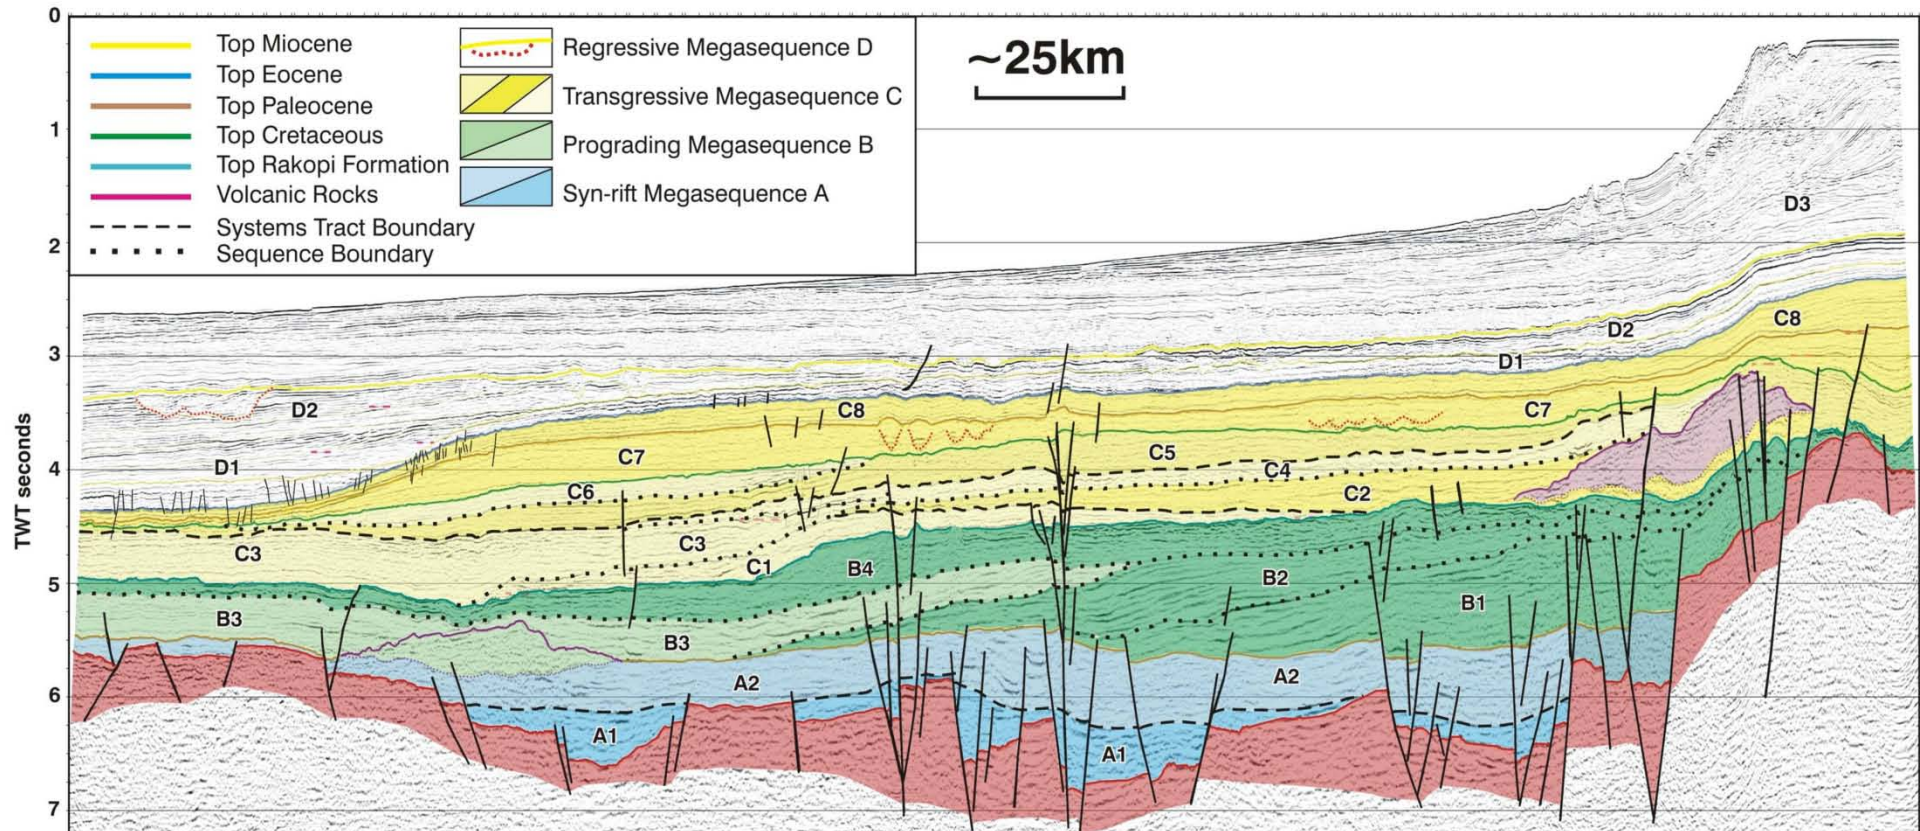 0
Top Miocene
Top Eocene
Top Paleocene
Top Cretaceous
Top Rakopi Formation
Volcanic Rocks
Systems Tract Boundary
Sequence Boundary
Regressive Megasequence D
Transgressive Megasequence C
Prograding Megasequence B
Syn-rift Megasequence A
~25km
1
2
3
4
5
6
7
TWT seconds
D3
C8
D2
D1
D2
C8
C7
C7
C5
D1
C4
C6
C2
C3
C3
C1
B4
B2
B1
B3
B3
A2
A2
A1
A1